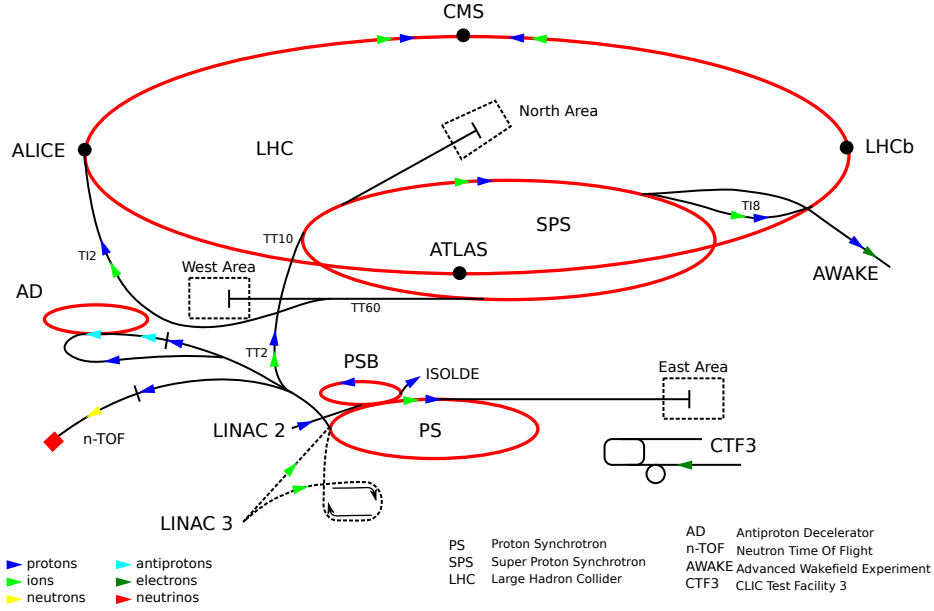 CMS
North Area
ALICE
LHC
LHCb
TI8
SPS
TT10
ATLAS
TI2
West Area
AWAKE
AD
TT60
TT2
PSB
ISOLDE
East Area
LINAC 2
PS
n-TOF
CTF3
LINAC 3
protons
ions
neutrons
antiprotons
electrons
neutrinos
PS Proton Synchrotron
SPS Super Proton Synchrotron
LHC Large Hadron Collider
AD Antiproton Decelerator
n-TOF Neutron Time Of Flight
AWAKE Advanced Wakefield Experiment
CTF3 CLIC Test Facility 3